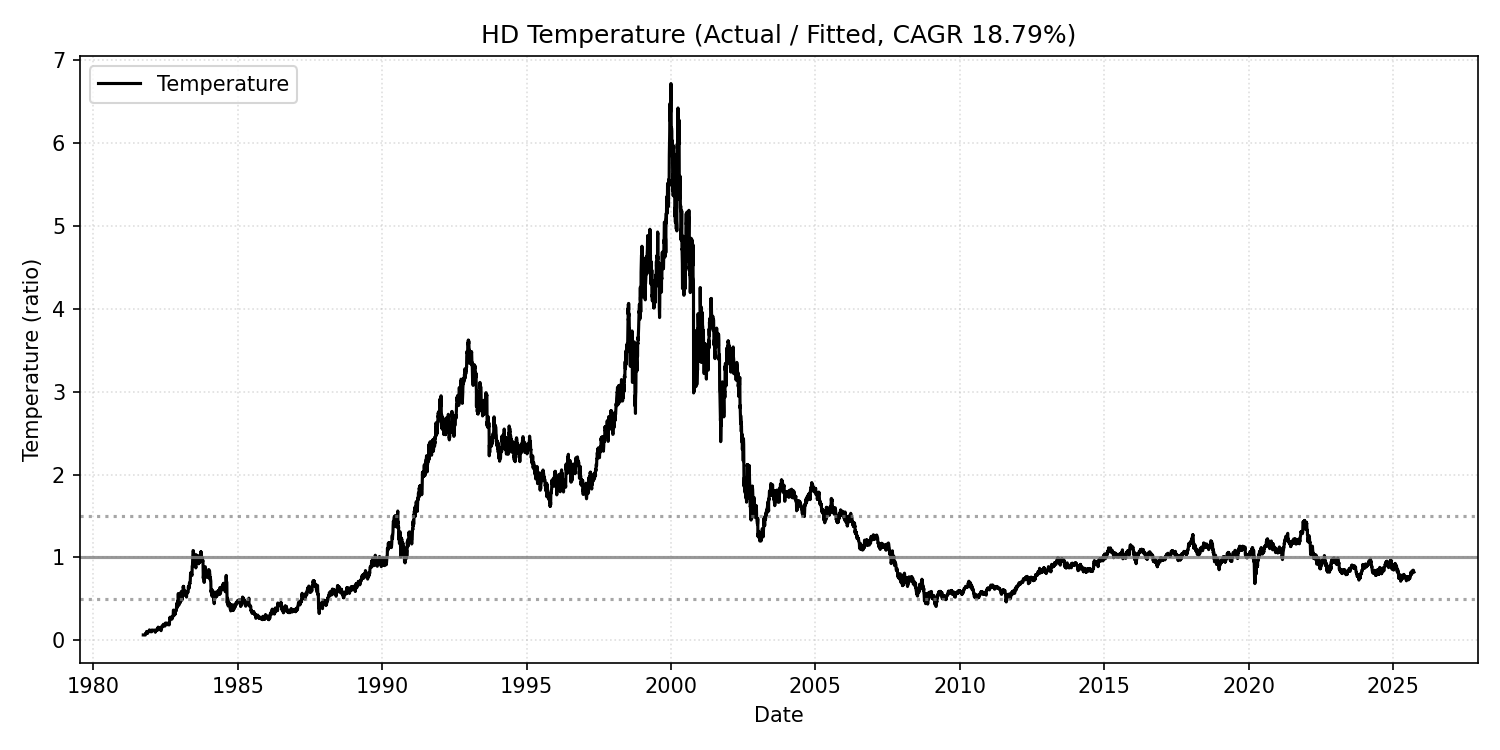 HD Temperature (Actual / Fitted, CAGR 18.79%)
Temperature
Temperature (ratio)
7
6
5
4
3
2
1
0
1980 1985 1990 1995 2000 2005 2010 2015 2020 2025
Date